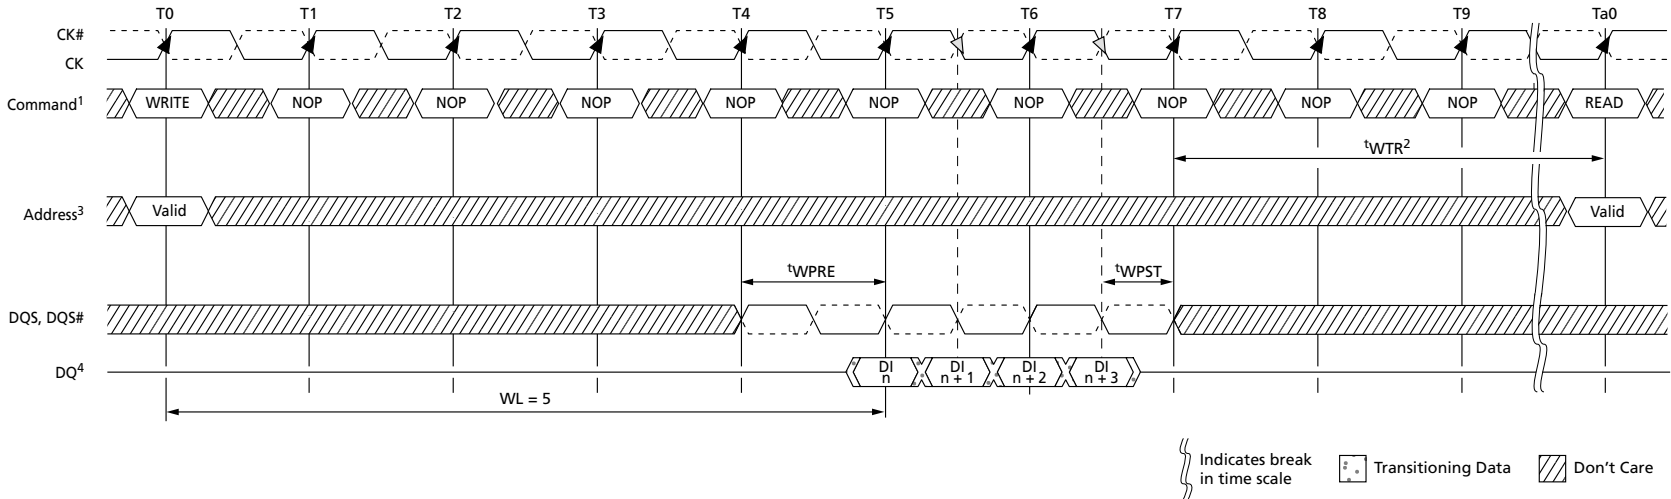 T0 T1 T2 T3 T4 T5 T6 T7 T8 T9 Ta0
CK#
CK
Command1 WRITE NOP NOP NOP NOP NOP NOP NOP NOP NOP READ
tWTR2
Address3 Valid Valid
tWPRE tWPST
DQS, DQS#
DQ4 DI n DI n + 1 DI n + 2 DI n + 3
WL = 5
Indicates break
in time scale
Transitioning Data
Don't Care